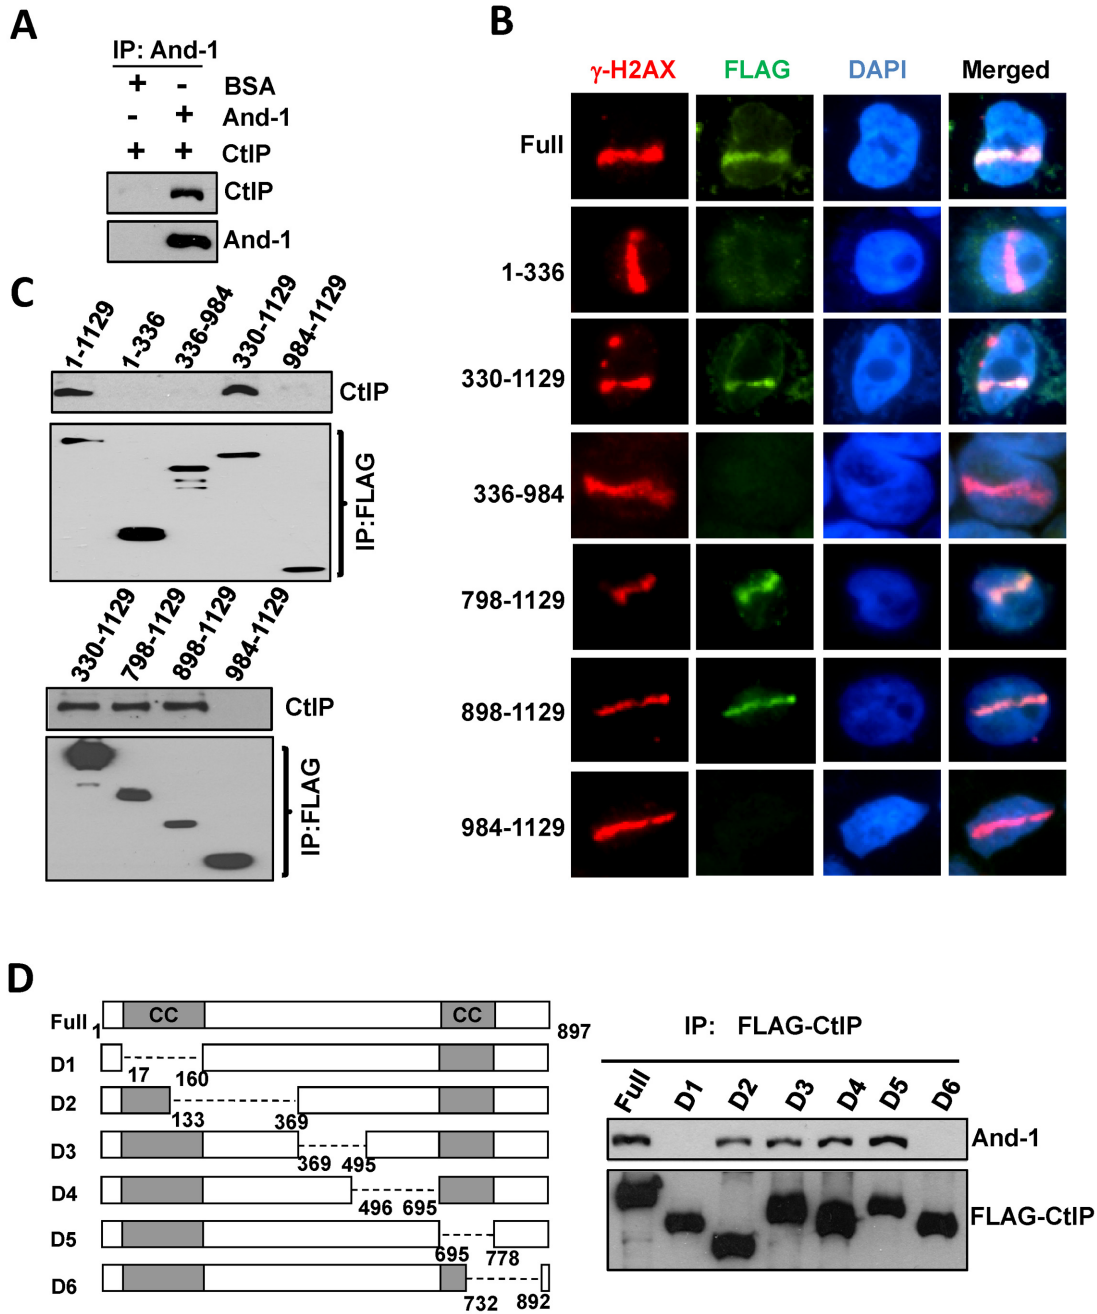 A
IP: And-1
+ - BSA
- + And-1
+ + CtIP
CtIP
And-1
B
γ-H2AX FLAG DAPI Merged
Full
1-336
330-1129
336-984
798-1129
898-1129
984-1129
C
1-1129 1-336 336-984 330-1129 984-1129
CtIP
IP:FLAG
330-1129 798-1129 898-1129 984-1129
CtIP
IP:FLAG
D
Full 1 CC CC 897
D1
17 160
D2
133 369
D3
369 495
D4
496 695
D5
695 778
D6
732 892
IP: FLAG-CtIP
Full D1 D2 D3 D4 D5 D6
And-1
FLAG-CtIP